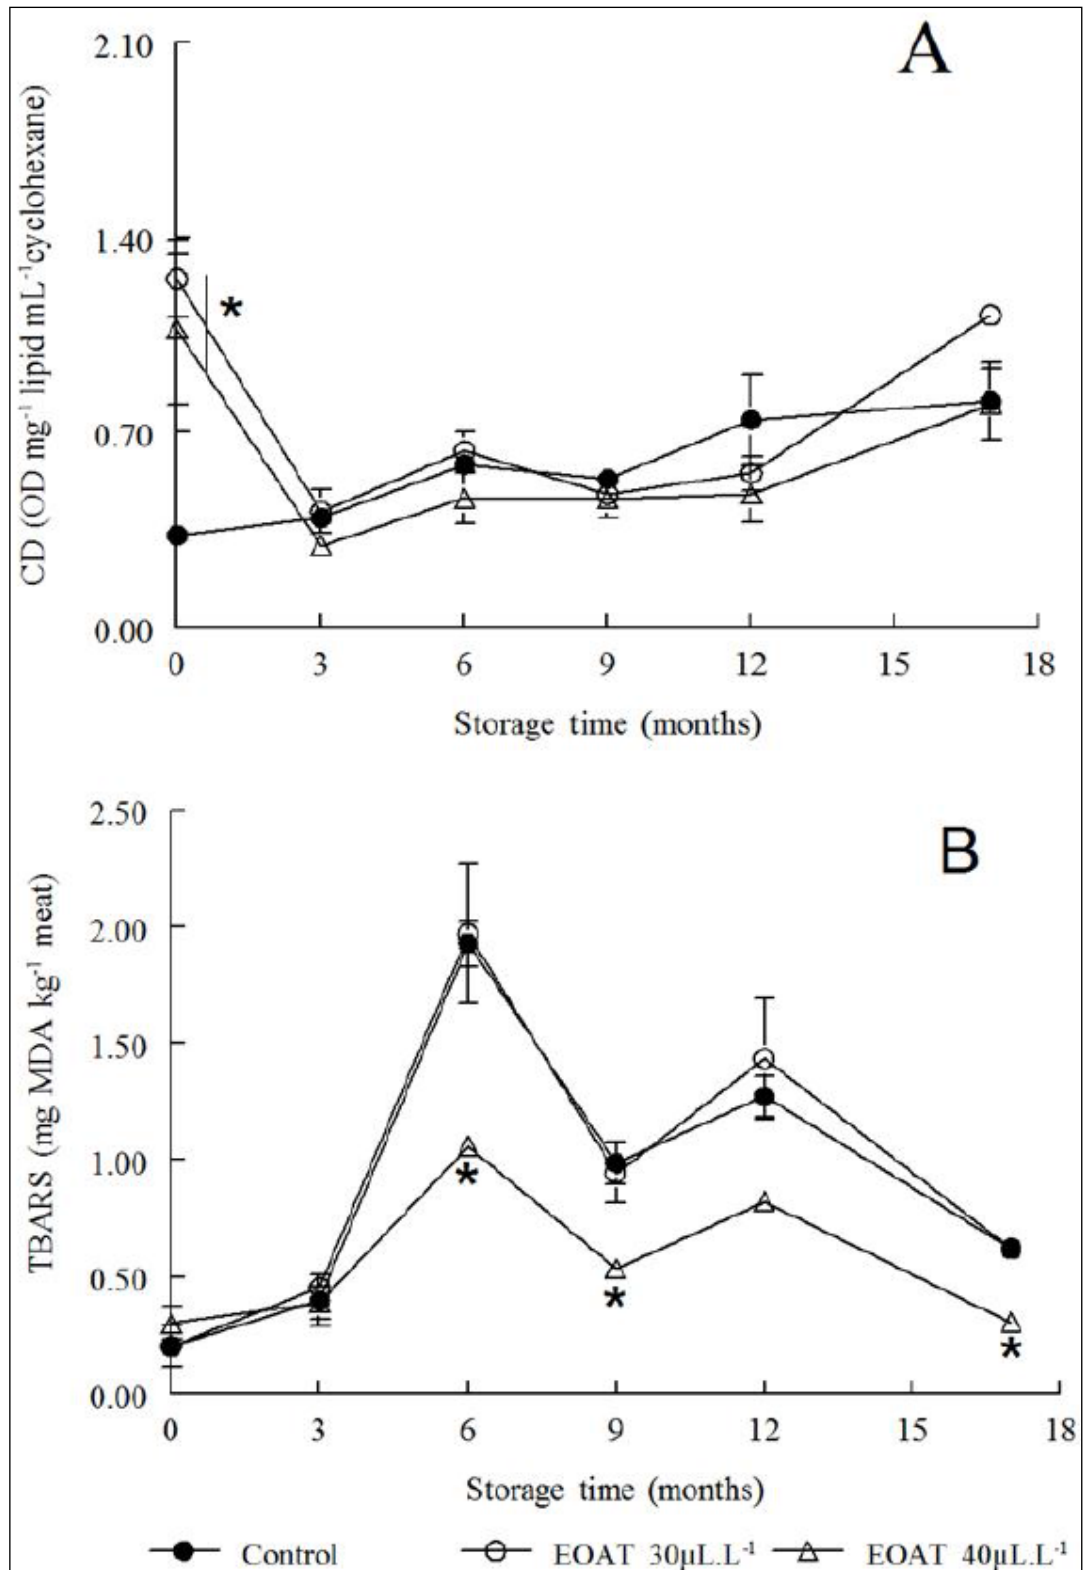 A
2.10
1.40
0.70
0.00
CD (OD mg⁻¹ lipid mL⁻¹cyclohexane)
*
0 3 6 9 12 15 18
Storage time (months)
B
2.50
2.00
1.50
1.00
0.50
0.00
TBARS (mg MDA kg⁻¹ meat)
*
*
*
0 3 6 9 12 15 18
Storage time (months)
Control EOAT 30µL.L⁻¹ EOAT 40µL.L⁻¹